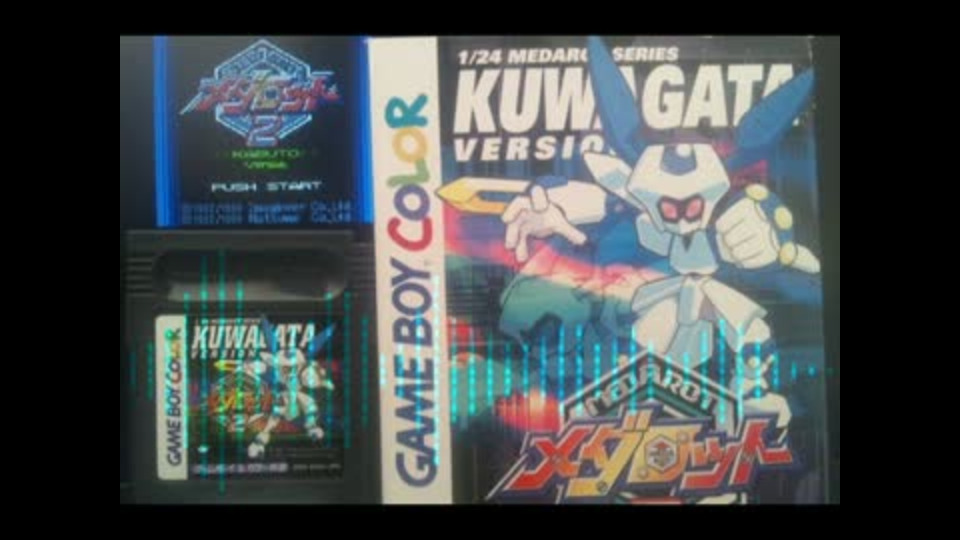 メダロット
2
KABUTO
PUSH START
KUWAGATA
VERSION
GAME BOY COLOR
2
GAME BOY COLOR
1/24 MEDAROT SERIES
KUWAGATA
VERSION
MEDAROT
メダロット